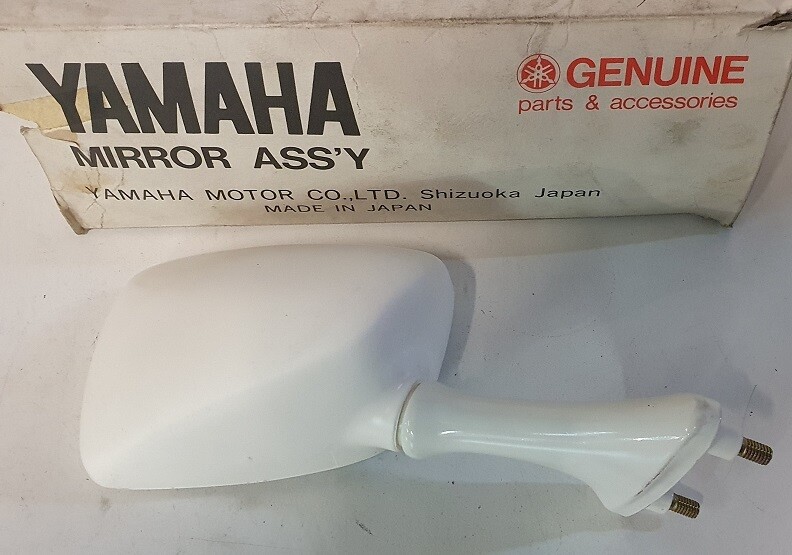 YAMAHA
MIRROR ASS'Y
YAMAHA MOTOR CO.,LTD. Shizuoka Japan
MADE IN JAPAN
GENUINE
parts & accessories